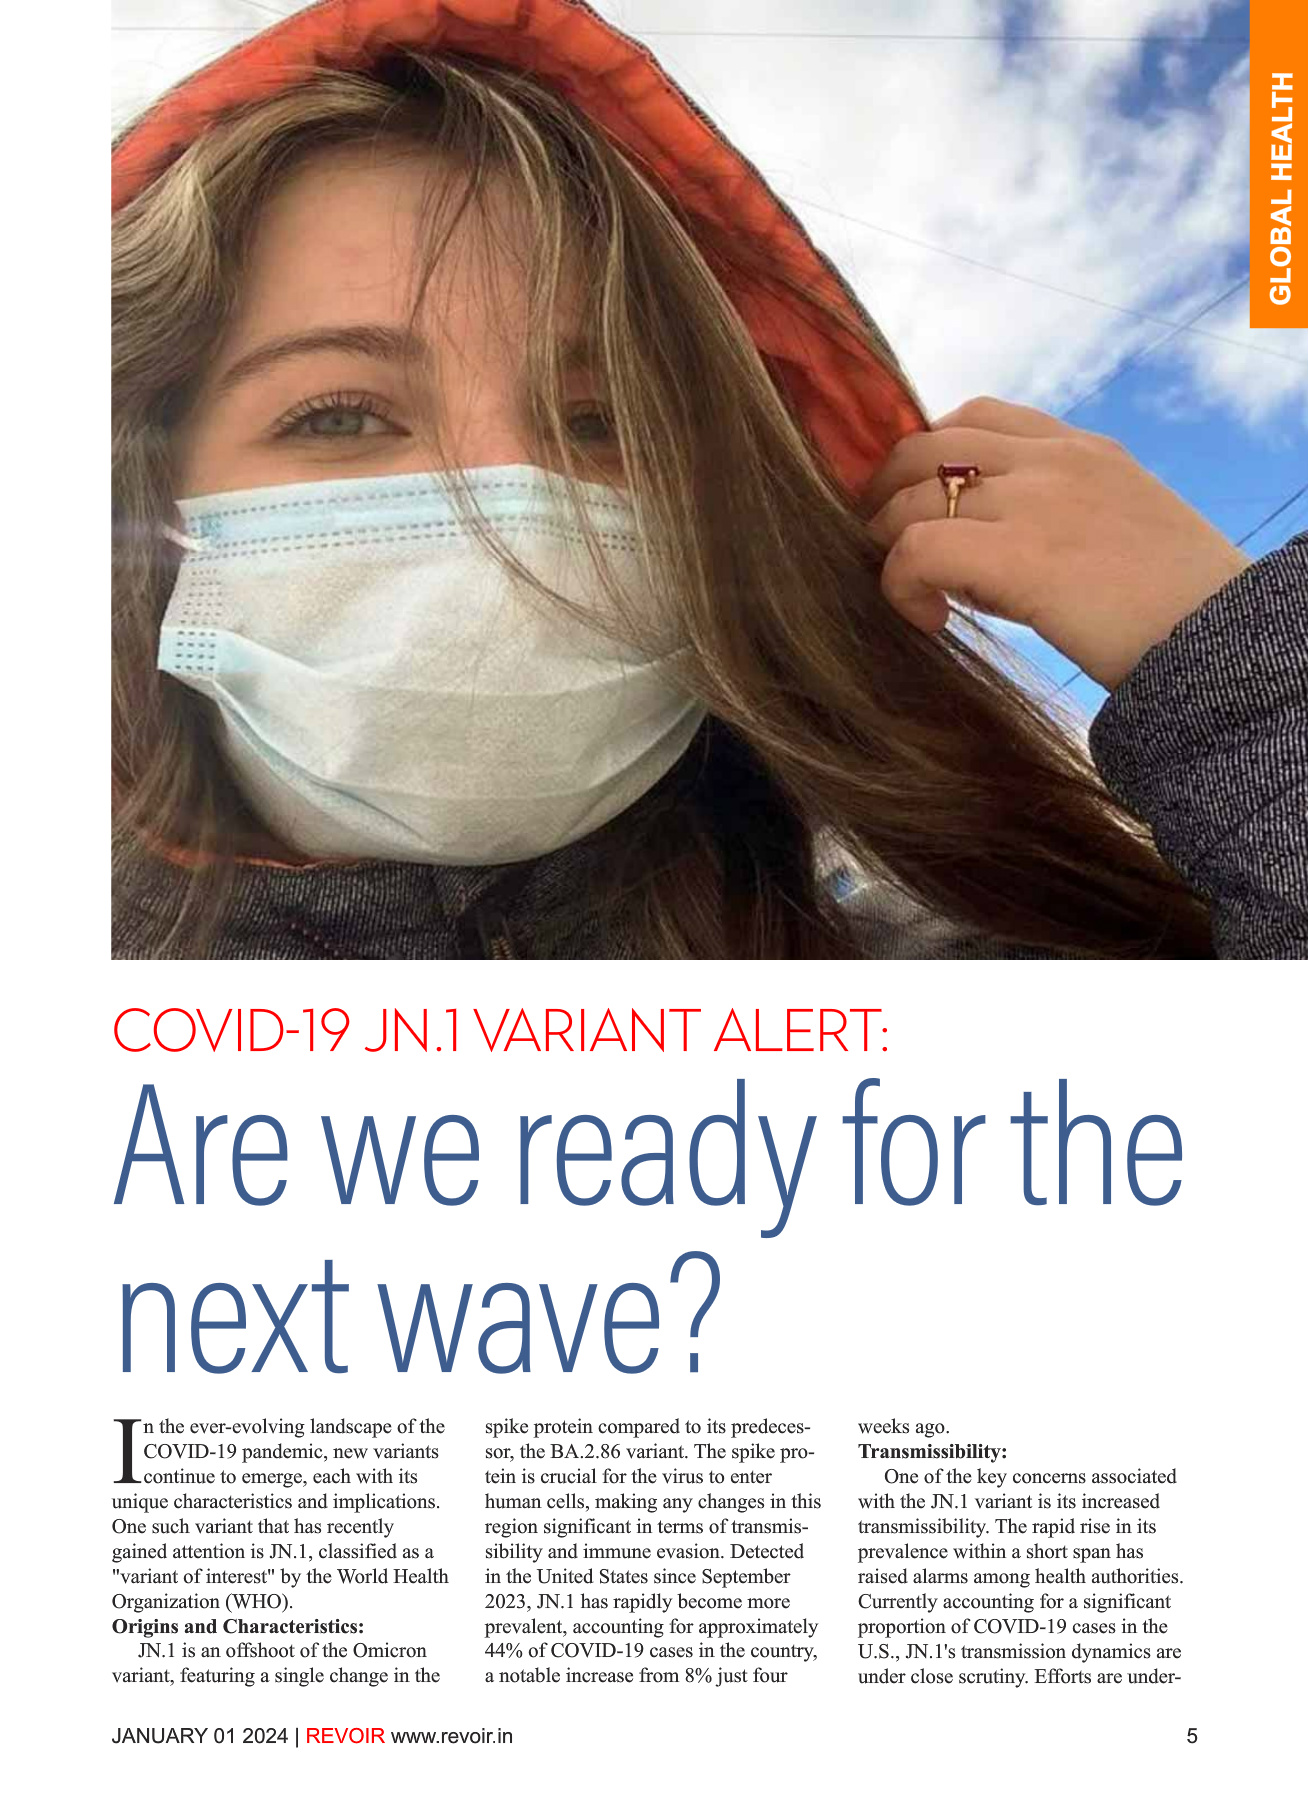 GLOBAL HEALTH
COVID-19 JN.1 VARIANT ALERT:
Are we ready for the
next wave?
In the ever-evolving landscape of the
COVID-19 pandemic, new variants
continue to emerge, each with its
unique characteristics and implications.
One such variant that has recently
gained attention is JN.1, classified as a
"variant of interest" by the World Health
Organization (WHO).
Origins and Characteristics:
JN.1 is an offshoot of the Omicron
variant, featuring a single change in the
spike protein compared to its predeces-
sor, the BA.2.86 variant. The spike pro-
tein is crucial for the virus to enter
human cells, making any changes in this
region significant in terms of transmis-
sibility and immune evasion. Detected
in the United States since September
2023, JN.1 has rapidly become more
prevalent, accounting for approximately
44% of COVID-19 cases in the country,
a notable increase from 8% just four
weeks ago.
Transmissibility:
One of the key concerns associated
with the JN.1 variant is its increased
transmissibility. The rapid rise in its
prevalence within a short span has
raised alarms among health authorities.
Currently accounting for a significant
proportion of COVID-19 cases in the
U.S., JN.1's transmission dynamics are
under close scrutiny. Efforts are under-
JANUARY 01 2024 | REVOIR www.revoir.in
5